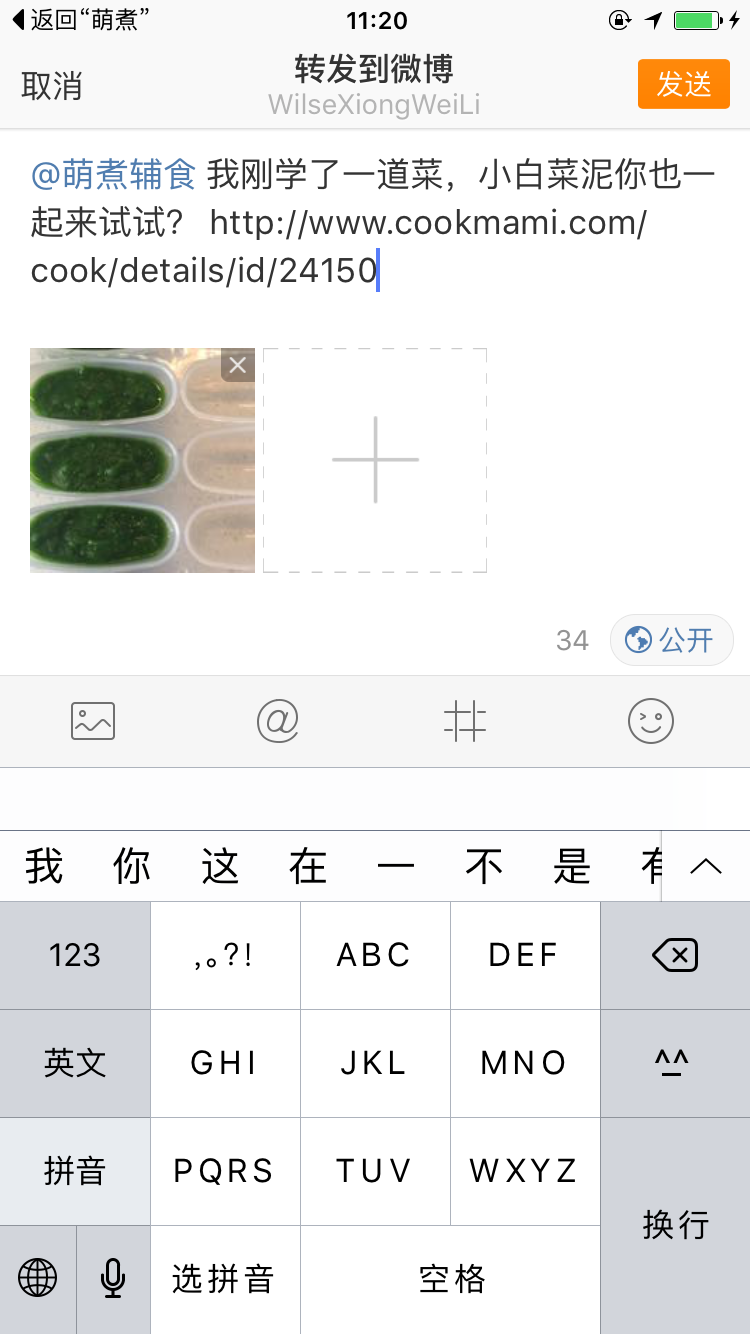 返回“萌煮”
11:20
取消
转发到微博
WilseXiongWeiLi
发送
@萌煮辅食 我刚学了一道菜，小白菜泥你也一
起来试试？ http://www.cookmami.com/
cook/details/id/24150
34
公开
我 你 这 在 一 不 是 有
123
,。?!
ABC
DEF
英文
GHI
JKL
MNO
^^
拼音
PQRS
TUV
WXYZ
换行
选拼音
空格